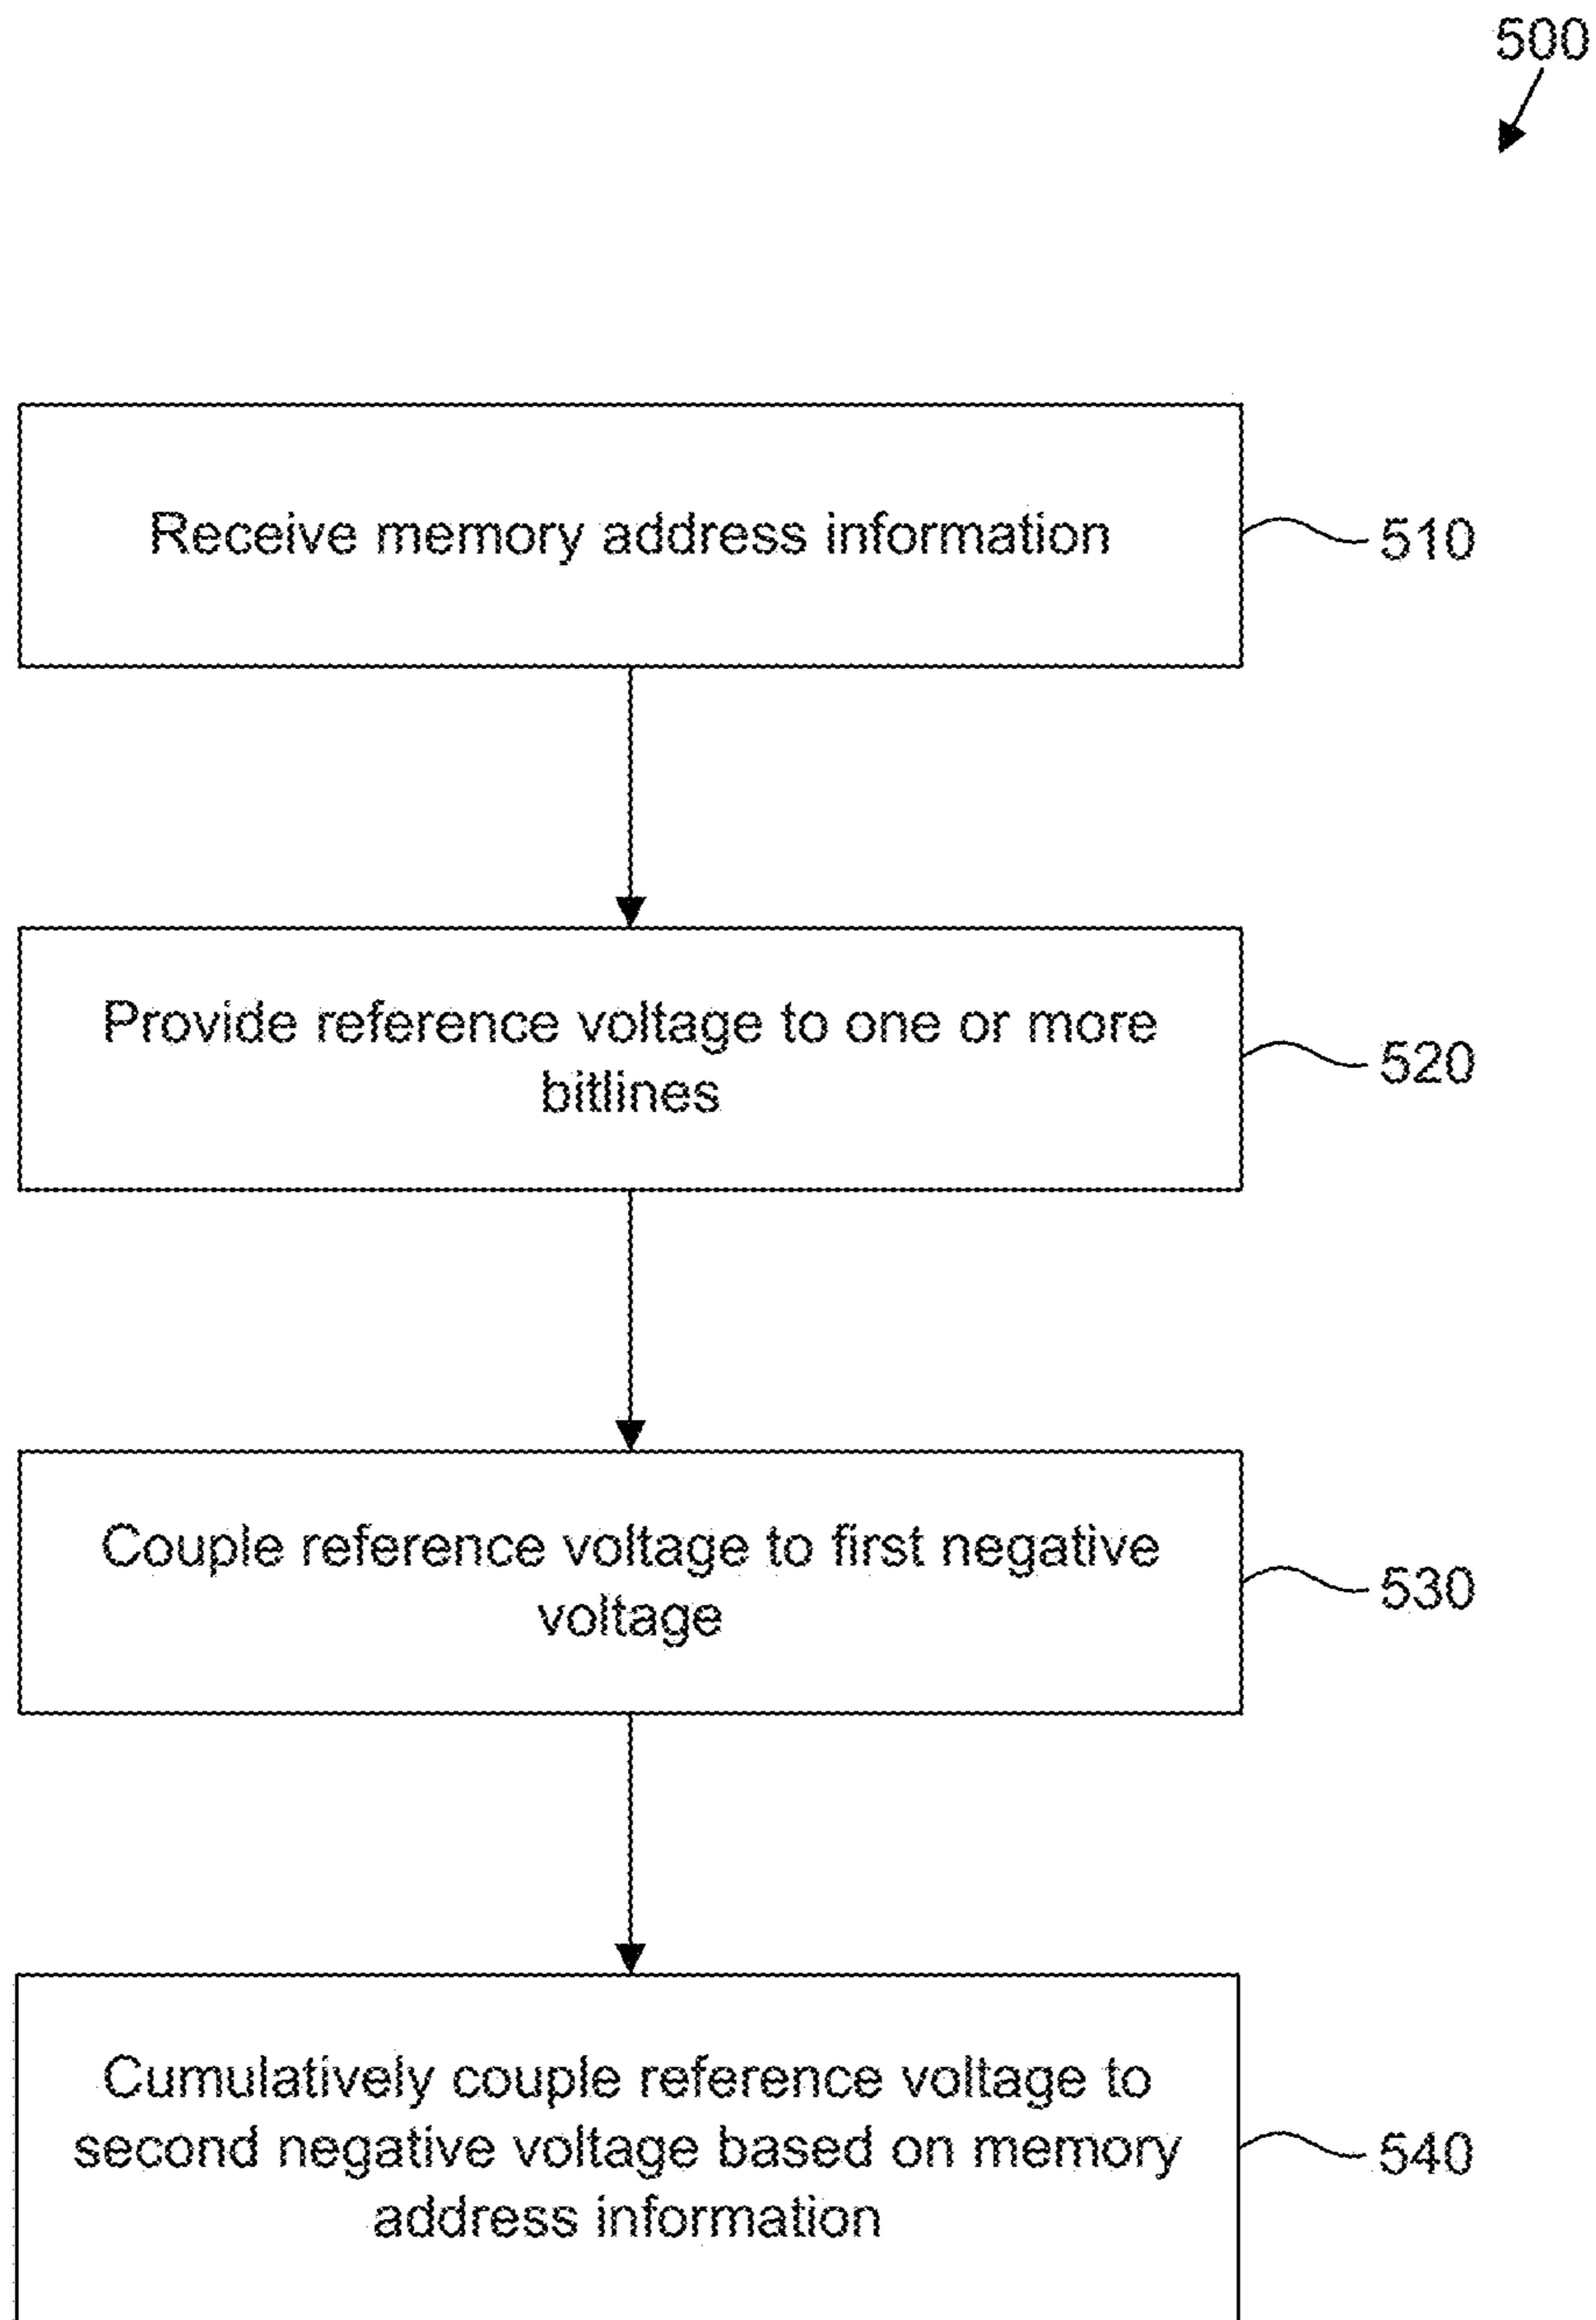 500
Receive memory address information
510
Provide reference voltage to one or more
bitlines
520
Couple reference voltage to first negative
voltage
530
Cumulatively couple reference voltage to
second negative voltage based on memory
address information
540